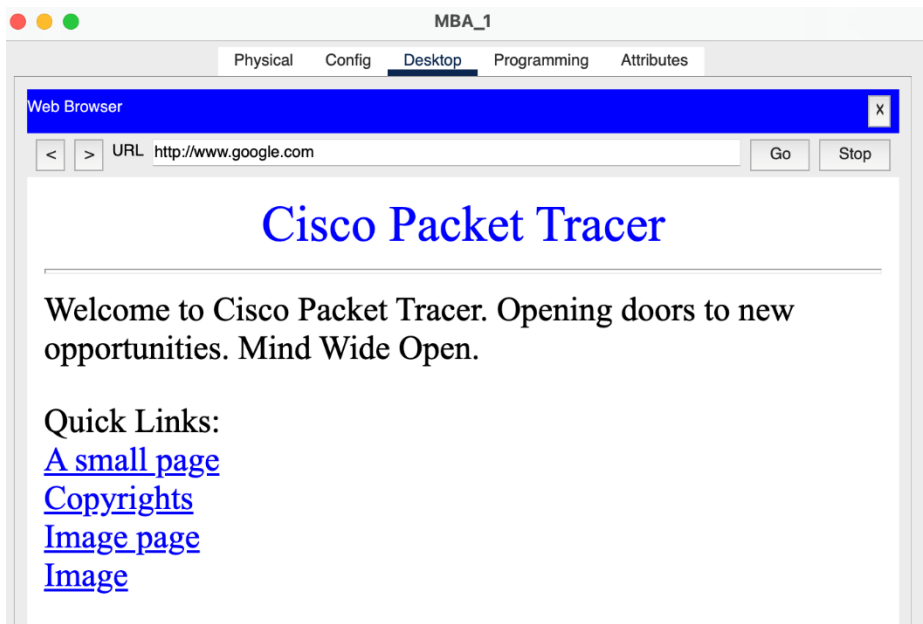 MBA_1
Physical Config Desktop Programming Attributes
Web Browser
X
< > URL http://www.google.com Go Stop
Cisco Packet Tracer
Welcome to Cisco Packet Tracer. Opening doors to new
opportunities. Mind Wide Open.
Quick Links:
A small page
Copyrights
Image page
Image